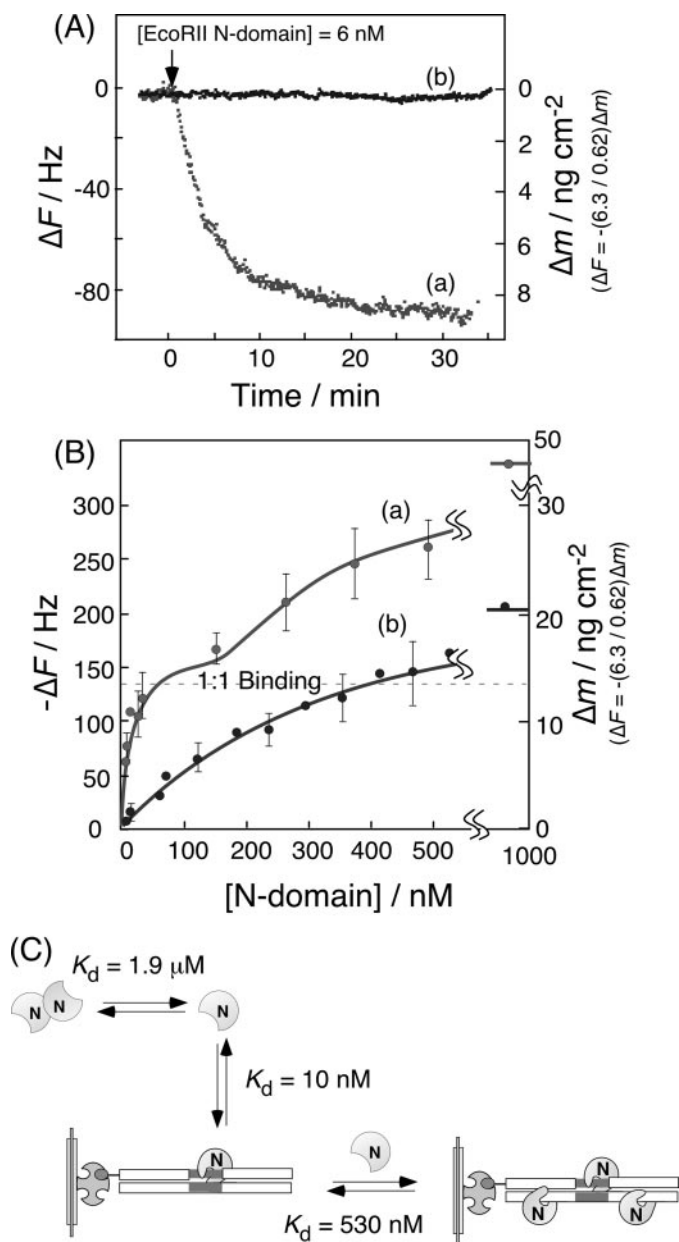 (A)
[EcoRII N-domain] = 6 nM
(b)
(a)
0
-40
-80
ΔF / Hz
0
2
4
6
8
Δm / ng cm-2
(ΔF = -(6.3 / 0.62)Δm)
0
10
20
30
Time / min
(B)
(a)
(b)
1:1 Binding
300
250
200
150
100
50
0
-ΔF / Hz
50
30
20
10
0
Δm / ng cm-2
(ΔF = -(6.3 / 0.62)Δm)
0
100
200
300
400
500
1000
[N-domain] / nM
(C)
Kd = 1.9 μM
N
N
N
Kd = 10 nM
N
N
Kd = 530 nM
N
N
N